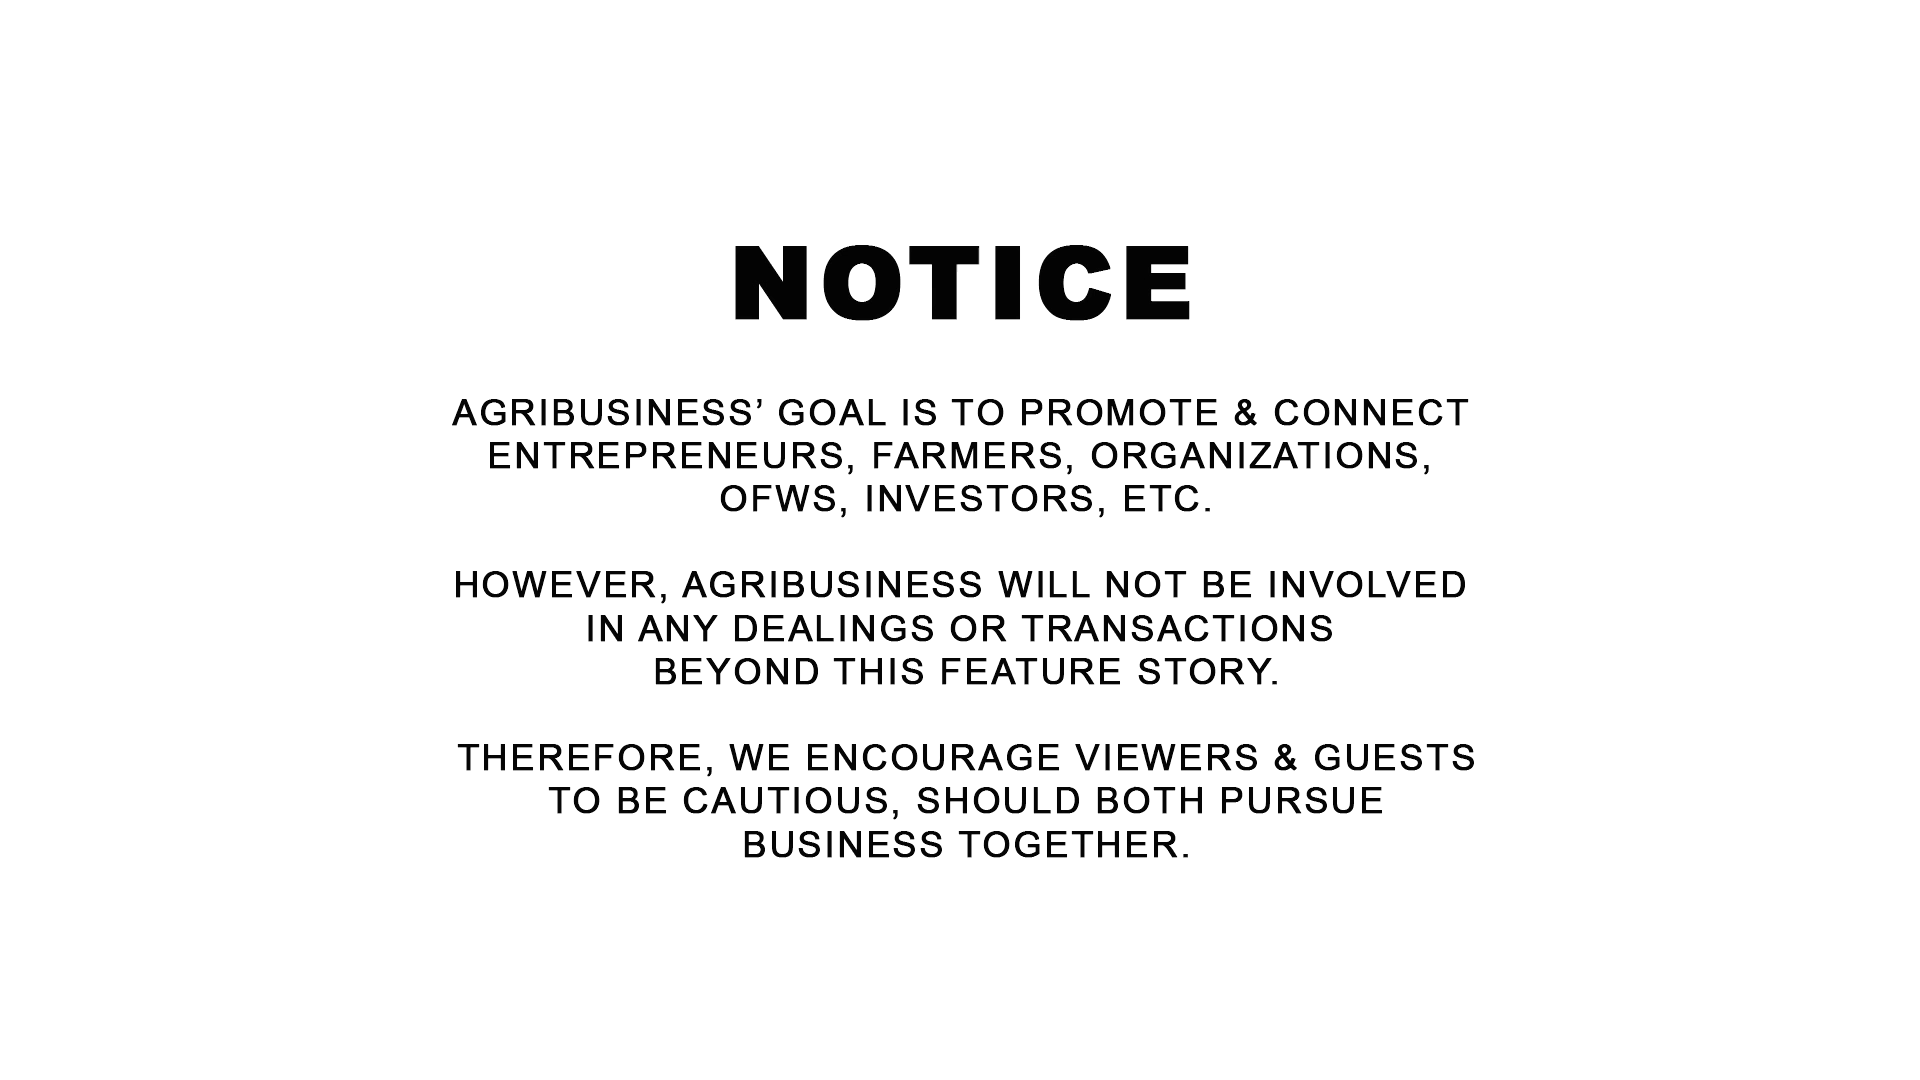 NOTICE
AGRIBUSINESS’ GOAL IS TO PROMOTE & CONNECT
ENTREPRENEURS, FARMERS, ORGANIZATIONS,
OFWS, INVESTORS, ETC.
HOWEVER, AGRIBUSINESS WILL NOT BE INVOLVED
IN ANY DEALINGS OR TRANSACTIONS
BEYOND THIS FEATURE STORY.
THEREFORE, WE ENCOURAGE VIEWERS & GUESTS
TO BE CAUTIOUS, SHOULD BOTH PURSUE
BUSINESS TOGETHER.